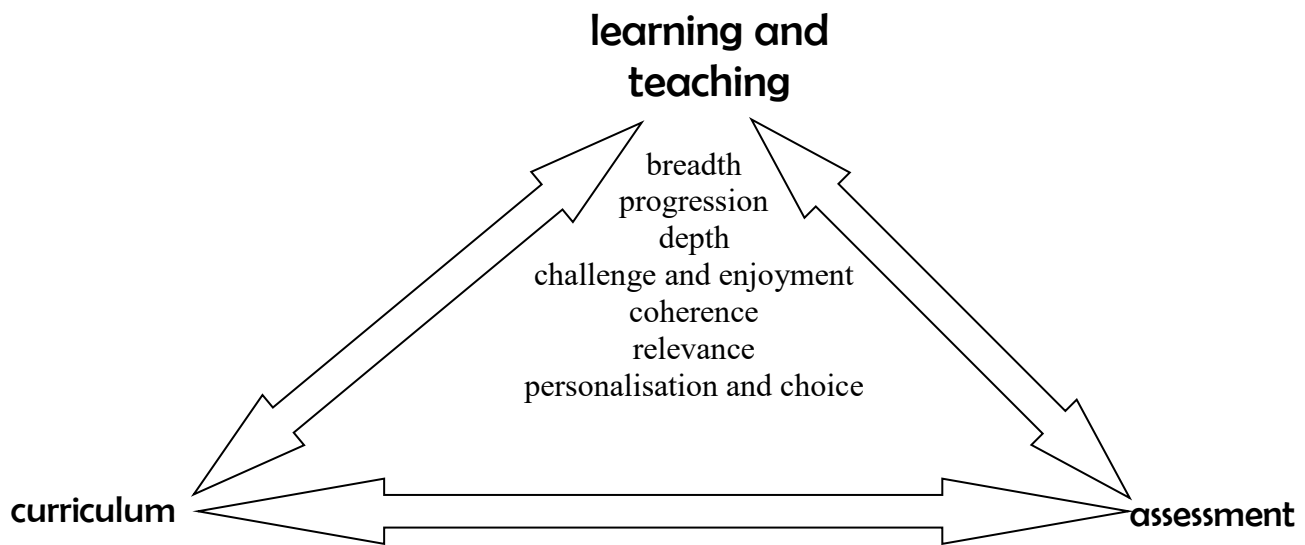 learning and
teaching
breadth
progression
depth
challenge and enjoyment
coherence
relevance
personalisation and choice
curriculum
assessment